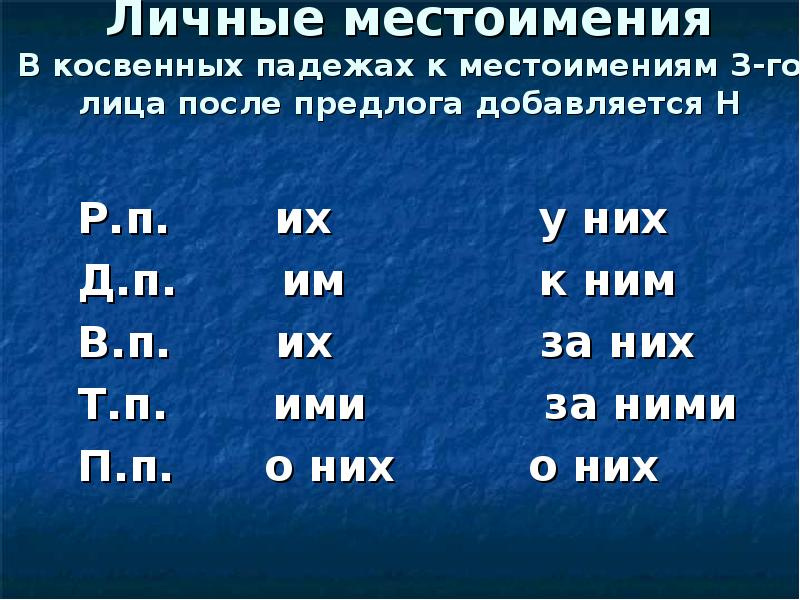 Личные местоимения
В косвенных падежах к местоимениям 3-го
лица после предлога добавляется Н
Р.п. их у них
Д.п. им к ним
В.п. их за них
Т.п. ими за ними
П.п. о них о них